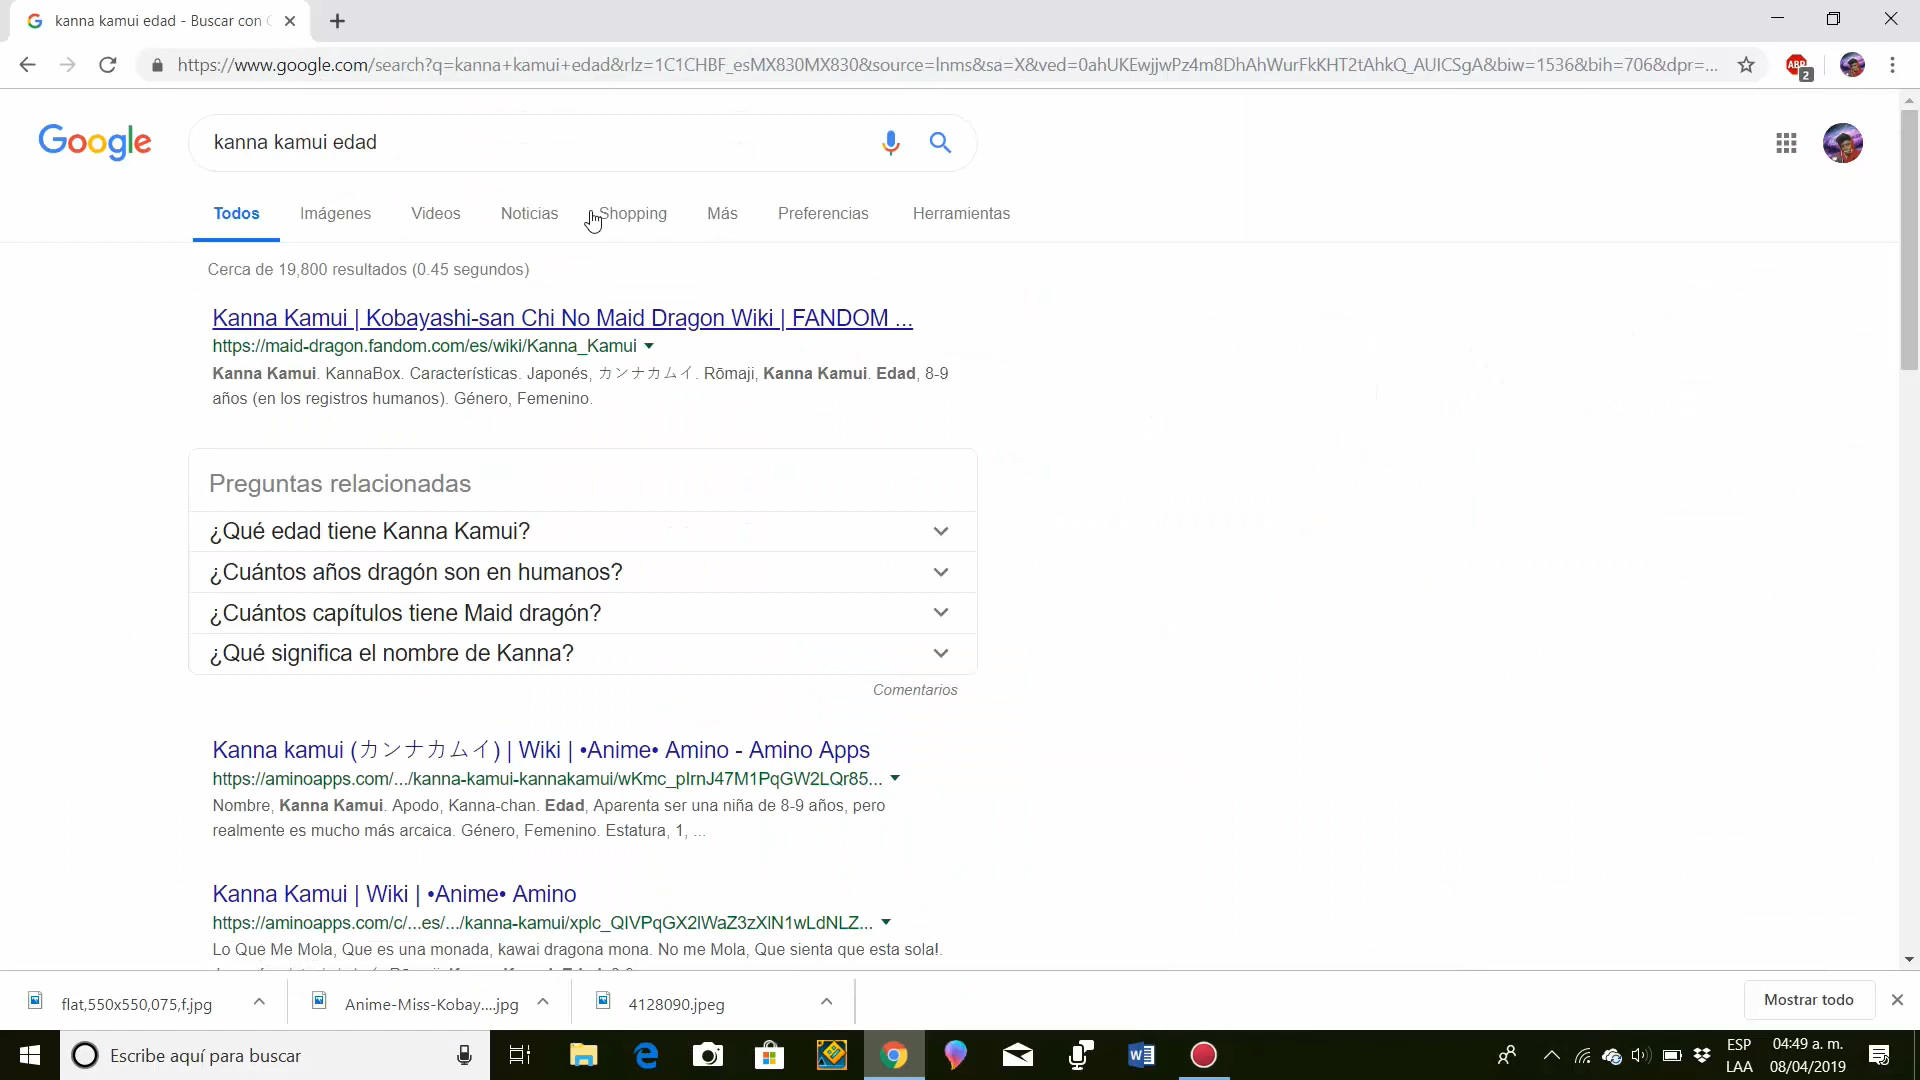 kanna kamui edad - Buscar con
https://www.google.com/search?q=kanna+kamui+edad&rlz=1C1CHBF_esMX830MX830&source=lnms&sa=X&ved=0ahUKEwjjwPz4m8DhAhWurFkKHT2tAhkQ_AUICSgA&biw=1536&bih=706&dpr=...
ABP
2
Google
kanna kamui edad
Todos Imágenes Videos Noticias Shopping Más Preferencias Herramientas
Cerca de 19,800 resultados (0.45 segundos)
Kanna Kamui | Kobayashi-san Chi No Maid Dragon Wiki | FANDOM ...
https://maid-dragon.fandom.com/es/wiki/Kanna_Kamui
Kanna Kamui. KannaBox. Características. Japonés, カンナカムイ. Rōmaji, Kanna Kamui. Edad, 8-9
años (en los registros humanos). Género, Femenino.
Preguntas relacionadas
¿Qué edad tiene Kanna Kamui?
¿Cuántos años dragón son en humanos?
¿Cuántos capítulos tiene Maid dragón?
¿Qué significa el nombre de Kanna?
Comentarios
Kanna kamui (カンナカムイ) | Wiki | •Anime• Amino - Amino Apps
https://aminoapps.com/.../kanna-kamui-kannakamui/wKmc_pIrnJ47M1PqGW2LQr85...
Nombre, Kanna Kamui. Apodo, Kanna-chan. Edad, Aparenta ser una niña de 8-9 años, pero
realmente es mucho más arcaica. Género, Femenino. Estatura, 1, ...
Kanna Kamui | Wiki | •Anime• Amino
https://aminoapps.com/c/...es/.../kanna-kamui/xplc_QIVPqGX2lWaZ3zXlN1wLdNLZ...
Lo Que Me Mola, Que es una monada, kawai dragona mona. No me Mola, Que sienta que esta sola!.
flat,550x550,075,f.jpg
Anime-Miss-Kobay....jpg
4128090.jpeg
Mostrar todo
Escribe aquí para buscar
ESP
LAA
04:49 a. m.
08/04/2019